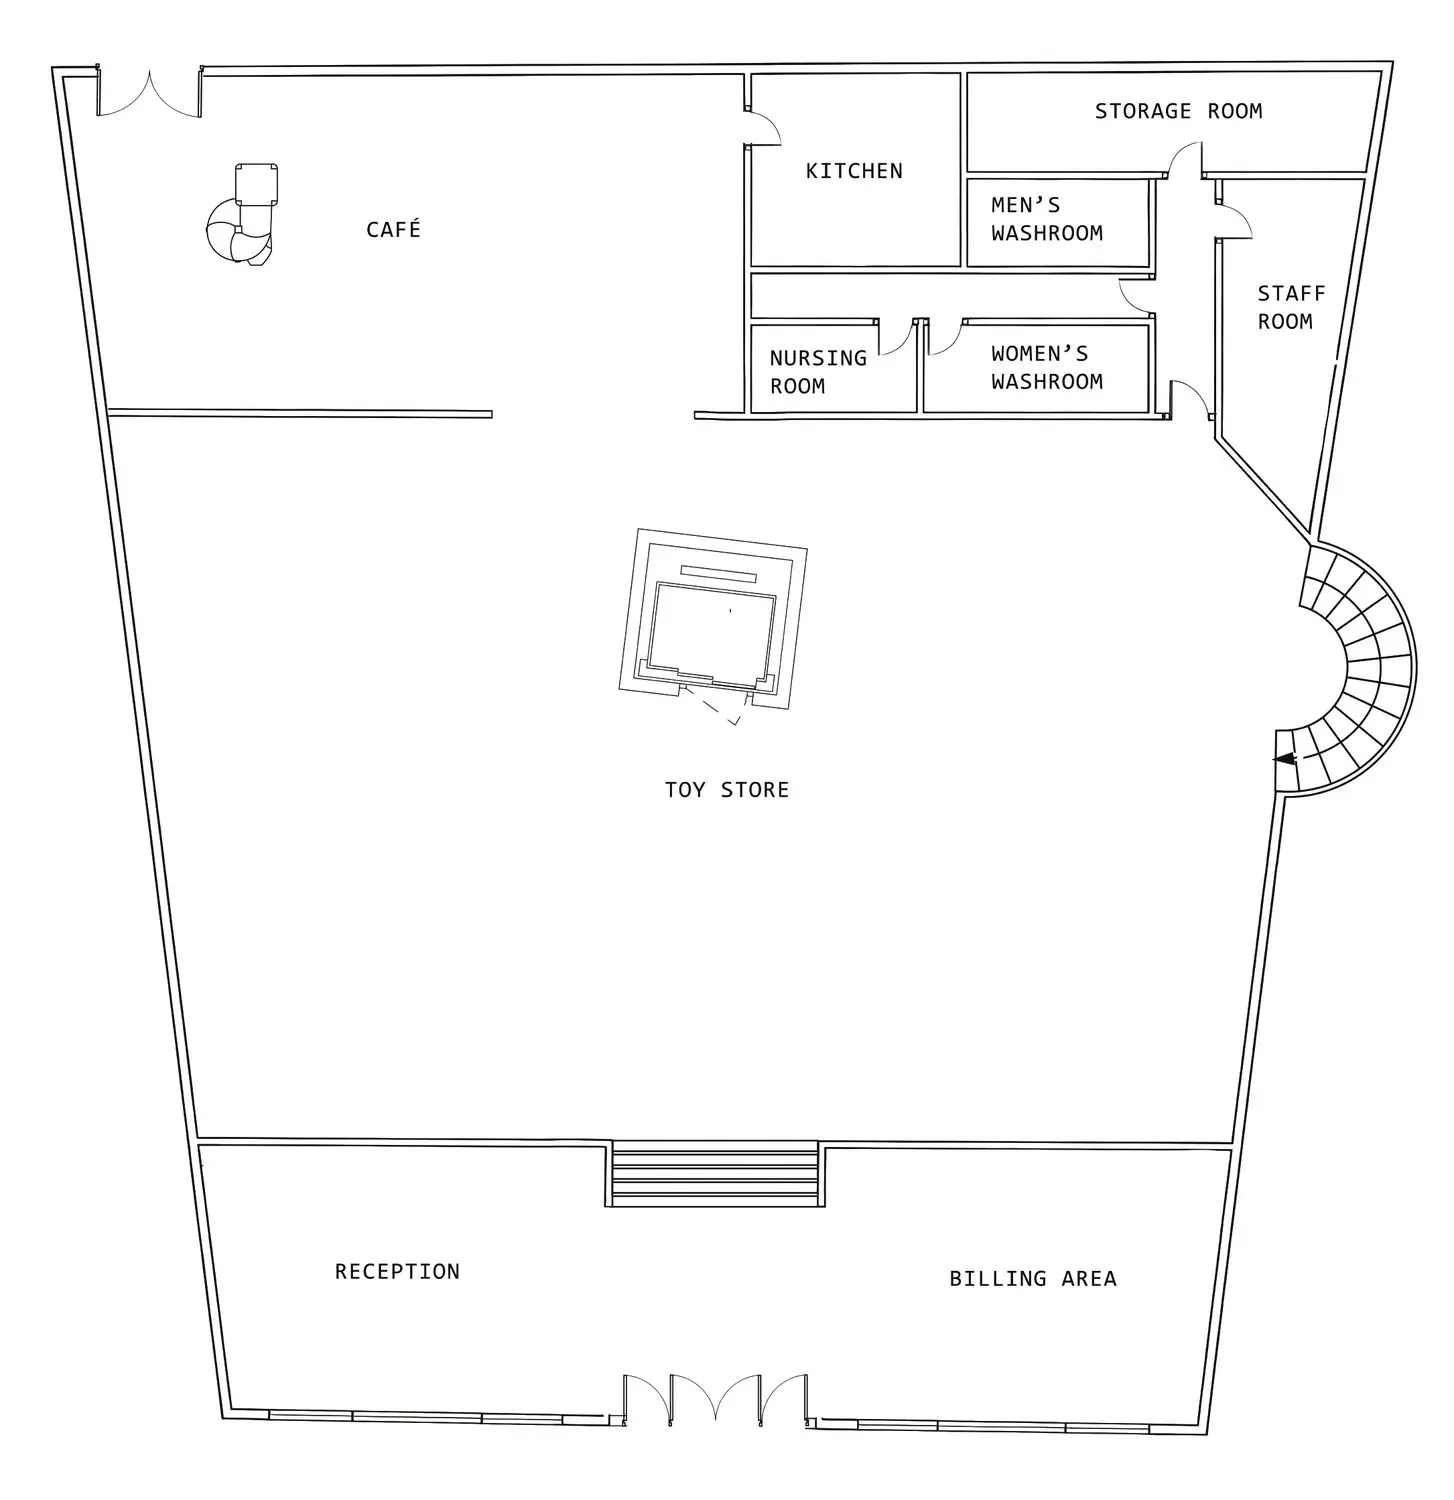 STORAGE ROOM
KITCHEN
MEN’S
WASHROOM
CAFÉ
STAFF
ROOM
NURSING
ROOM
WOMEN’S
WASHROOM
TOY STORE
RECEPTION
BILLING AREA